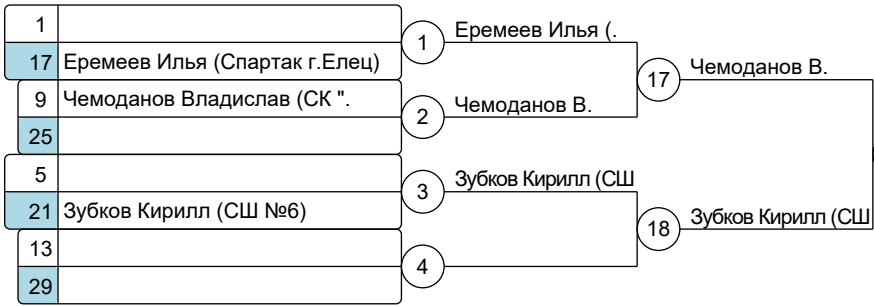 1
17 Еремеев Илья (Спартак г.Елец)
1
Еремеев Илья (.
9 Чемоданов Владислав (СК ".
25
2
Чемоданов В.
17
Чемоданов В.
5
21 Зубков Кирилл (СШ №6)
3
Зубков Кирилл (СШ
13
29
4
18
Зубков Кирилл (СШ